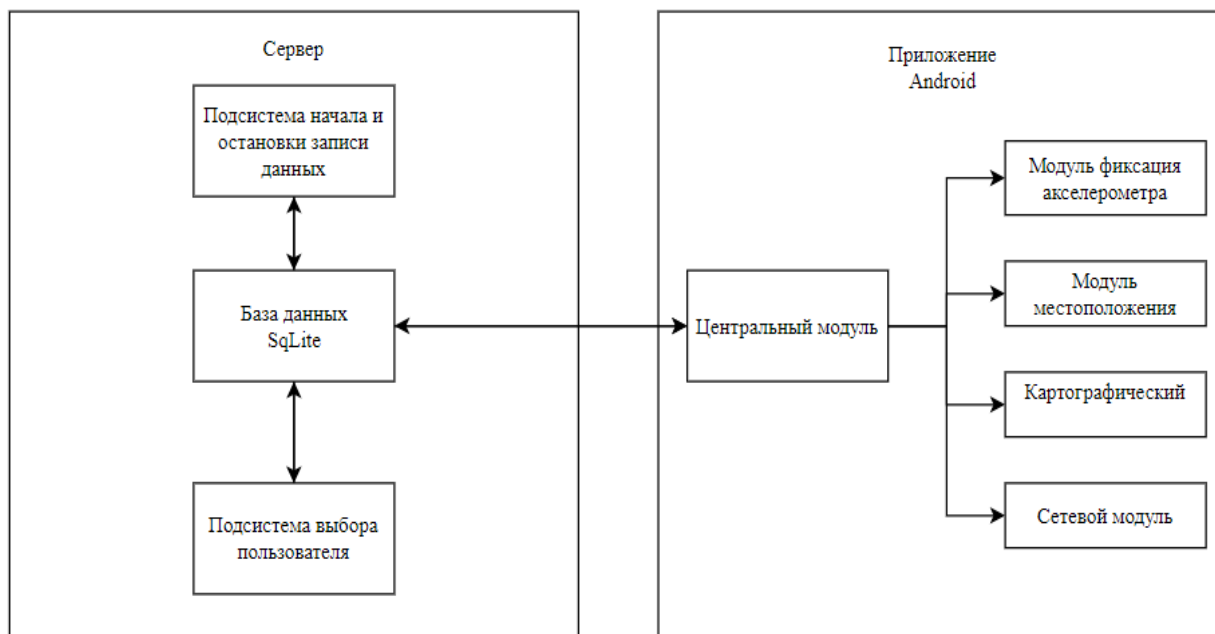 Сервер
Подсистема начала и
остановки записи
данных
База данных
SqLite
Подсистема выбора
пользователя
Приложение
Android
Центральный модуль
Модуль фиксация
акселерометра
Модуль
местоположения
Картографический
Сетевой модуль